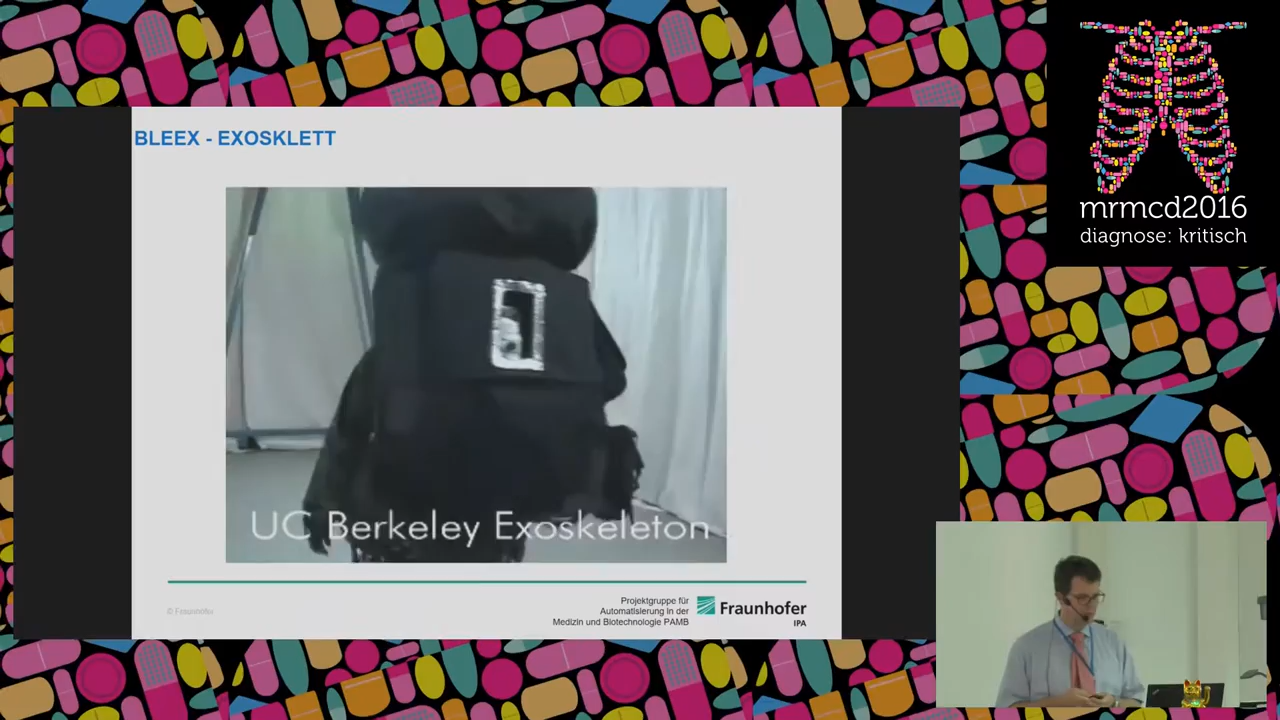 BLEEX - EXOSKLETT
UC Berkeley Exoskeleton
© Fraunhofer
Projektgruppe für
Automatisierung in der
Medizin und Biotechnologie PAMB
Fraunhofer
IPA
mrmcd2016
diagnose: kritisch